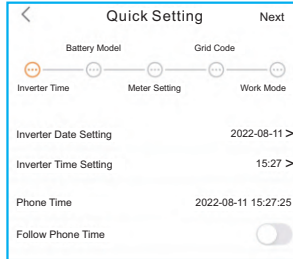 Quick Setting Next
Battery Model Grid Code
Inverter Time Meter Setting Work Mode
Inverter Date Setting 2022-08-11 >
Inverter Time Setting 15:27 >
Phone Time 2022-08-11 15:27:25
Follow Phone Time